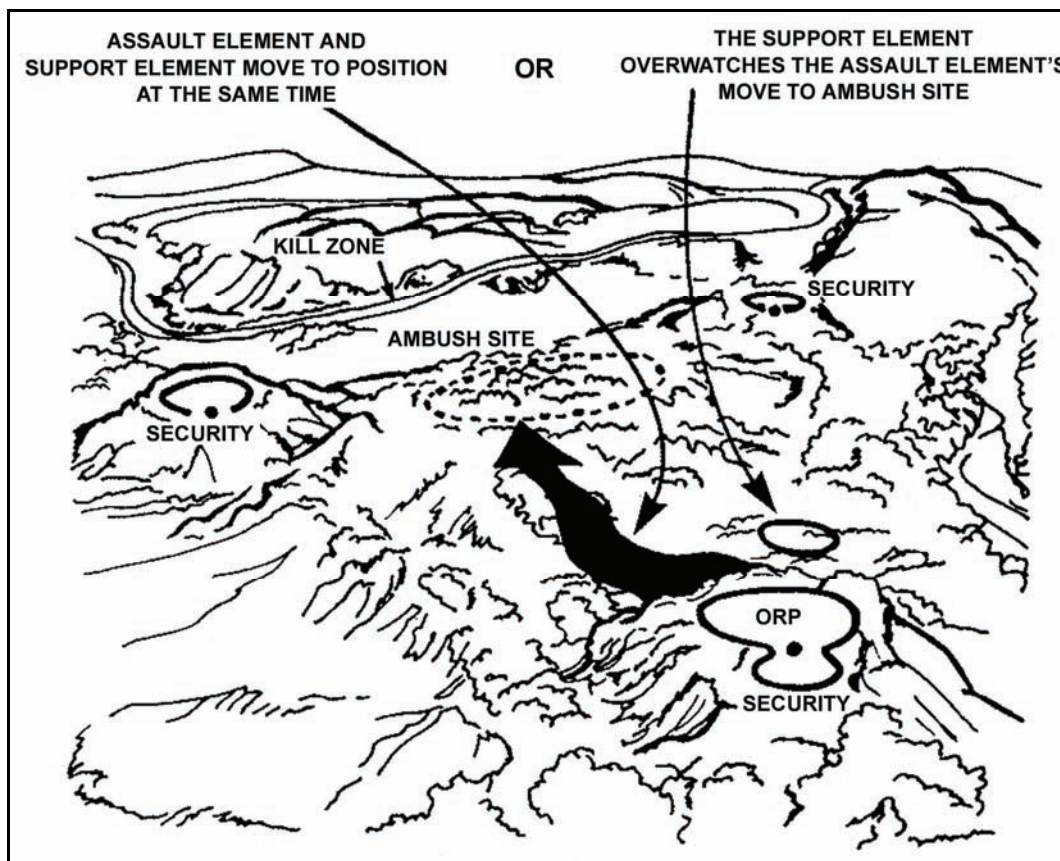 ASSAULT ELEMENT AND
SUPPORT ELEMENT MOVE TO POSITION
AT THE SAME TIME
OR
THE SUPPORT ELEMENT
OVERWATCHES THE ASSAULT ELEMENT'S
MOVE TO AMBUSH SITE
KILL ZONE
SECURITY
AMBUSH SITE
SECURITY
ORP
SECURITY